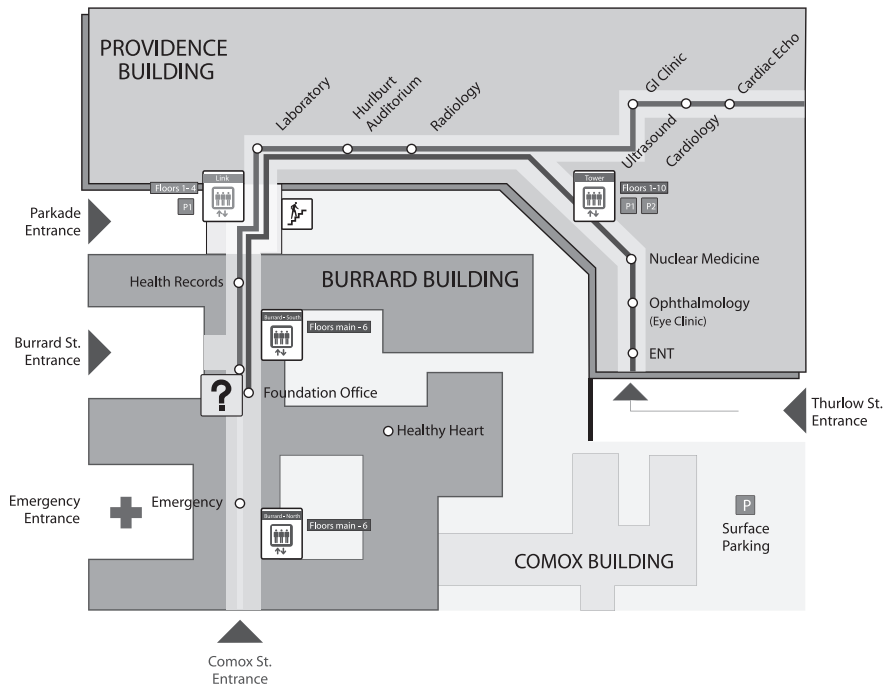 PROVIDENCE
BUILDING
Laboratory
Hurlburt
Auditorium
Radiology
GI Clinic
Ultrasound
Cardiology
Cardiac Echo
Link
Floors 1- 4
P1
Tower
Floors 1-10
P1 P2
Parkade
Entrance
Nuclear Medicine
Health Records
BURRARD BUILDING
Ophthalmology
(Eye Clinic)
Burrard - South
Floors main - 6
Burrard St.
Entrance
ENT
?
Foundation Office
Thurlow St.
Entrance
Healthy Heart
Emergency
Entrance
Emergency
Burrard - North
Floors main - 6
P
Surface
Parking
COMOX BUILDING
Comox St.
Entrance